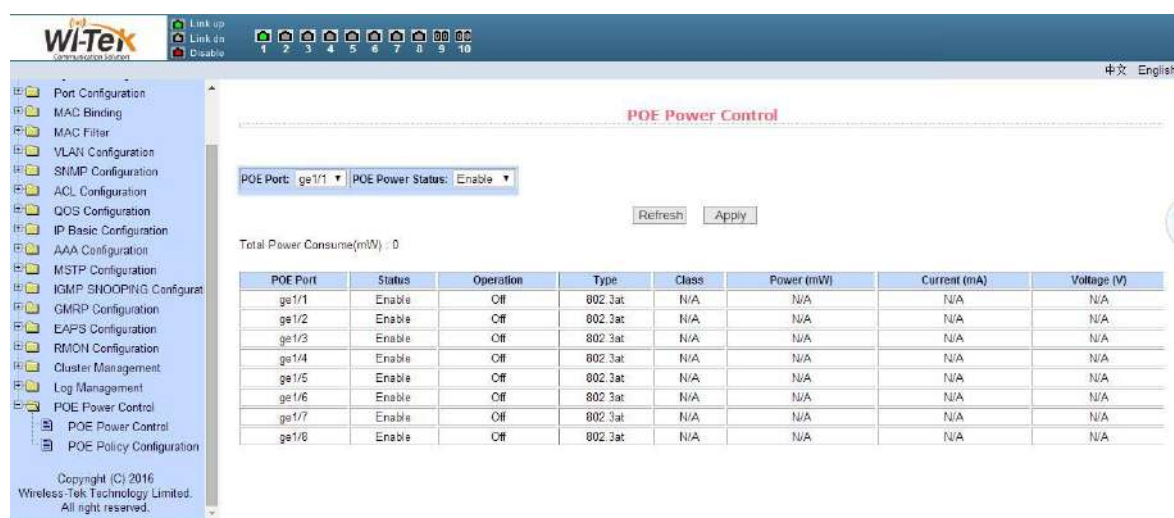 Wi-Tek
Communication Solution
Link up
Link dn
Disable
1 2 3 4 5 6 7 8 9 10
中文 English
Port Configuration
MAC Binding
MAC Filter
VLAN Configuration
SNMP Configuration
ACL Configuration
QOS Configuration
IP Basic Configuration
AAA Configuration
MSTP Configuration
IGMP SNOOPING Configurat
GMRP Configuration
EAPS Configuration
RMON Configuration
Cluster Management
Log Management
POE Power Control
POE Power Control
POE Policy Configuration
Copyright (C) 2016
Wireless-Tek Technology Limited.
All right reserved.
POE Power Control
POE Port: ge1/1 POE Power Status: Enable
Refresh Apply
Total Power Consume(mW) : 0
POE Port Status Operation Type Class Power (mW) Current (mA) Voltage (V)
ge1/1 Enable Off 802.3at N/A N/A N/A N/A
ge1/2 Enable Off 802.3at N/A N/A N/A N/A
ge1/3 Enable Off 802.3at N/A N/A N/A N/A
ge1/4 Enable Off 802.3at N/A N/A N/A N/A
ge1/5 Enable Off 802.3at N/A N/A N/A N/A
ge1/6 Enable Off 802.3at N/A N/A N/A N/A
ge1/7 Enable Off 802.3at N/A N/A N/A N/A
ge1/8 Enable Off 802.3at N/A N/A N/A N/A